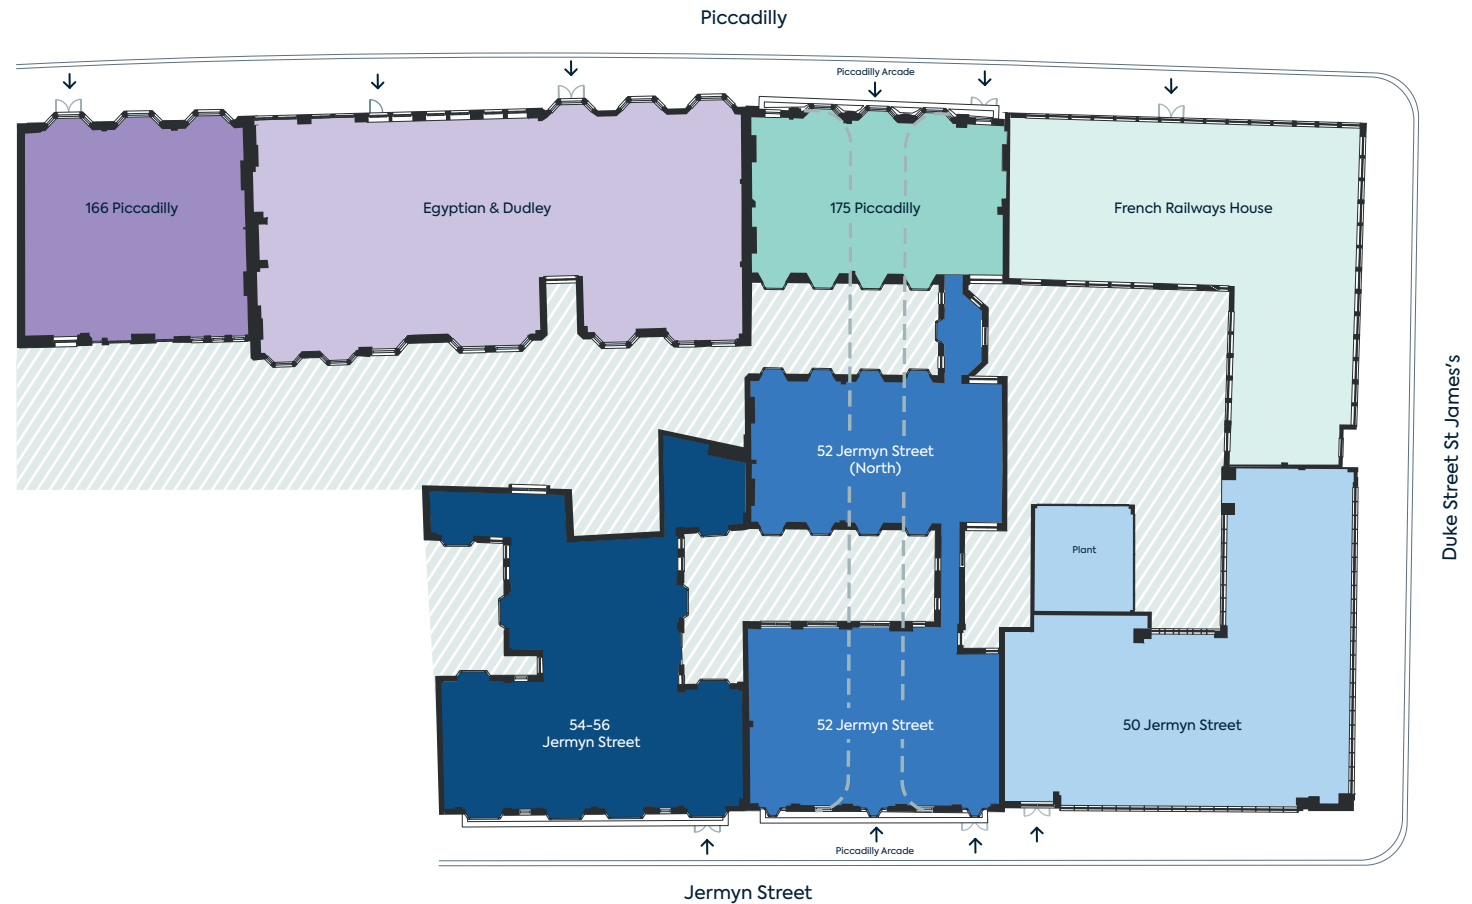 Piccadilly
Piccadilly Arcade
166 Piccadilly
Egyptian & Dudley
175 Piccadilly
French Railways House
Duke Street St James's
52 Jermyn Street
(North)
Plant
54-56
Jermyn Street
52 Jermyn Street
50 Jermyn Street
Piccadilly Arcade
Jermyn Street